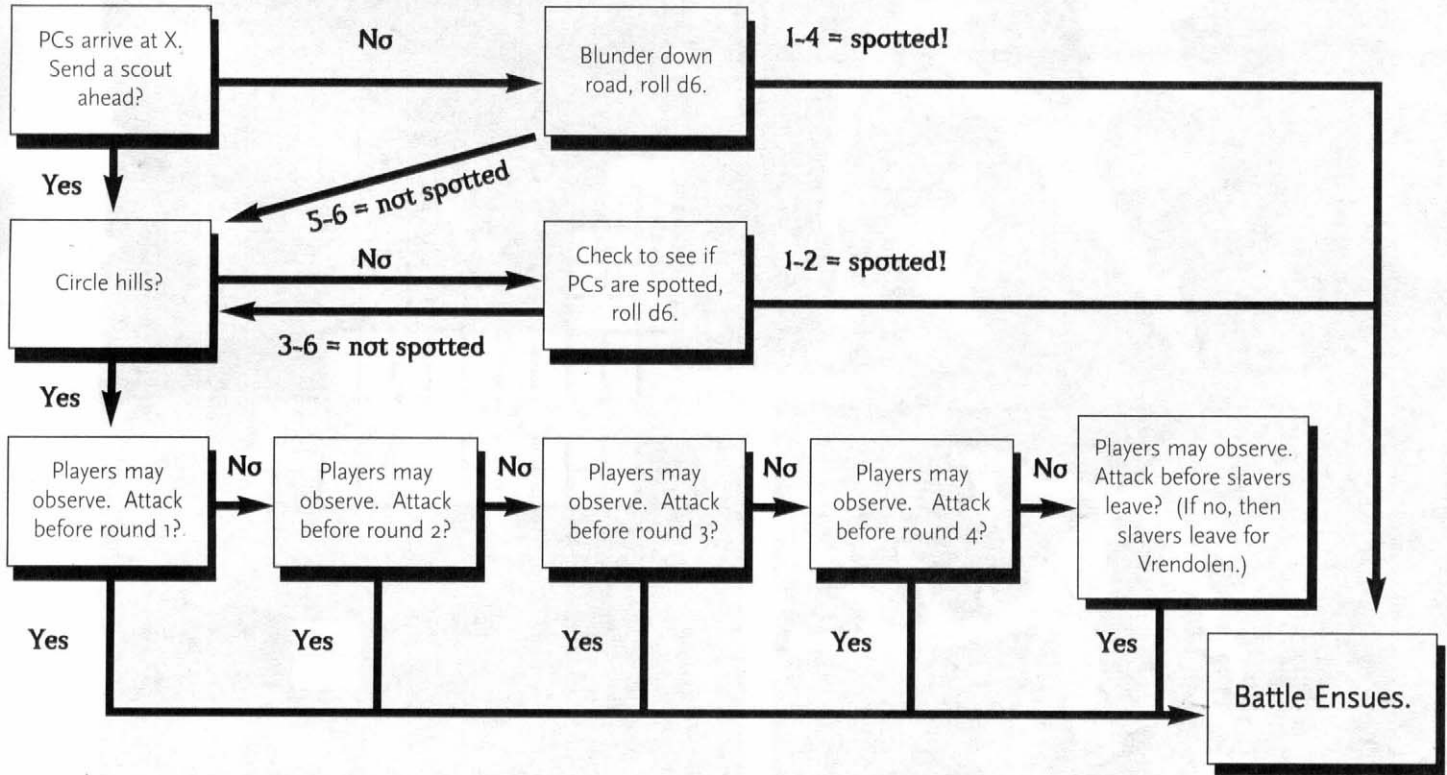 PCs arrive at X.
Send a scout
ahead?
No
Blunder down
road, roll d6.
1-4 = spotted!
Yes
5-6 = not spotted
Circle hills?
No
Check to see if
PCs are spotted,
roll d6.
1-2 = spotted!
3-6 = not spotted
Yes
Players may
observe. Attack
before round 1?
No
Players may
observe. Attack
before round 2?
No
Players may
observe. Attack
before round 3?
No
Players may
observe. Attack
before round 4?
No
Players may observe.
Attack before slavers
leave? (If no, then
slavers leave for
Vrendolen.)
Yes
Yes
Yes
Yes
Yes
Battle Ensues.